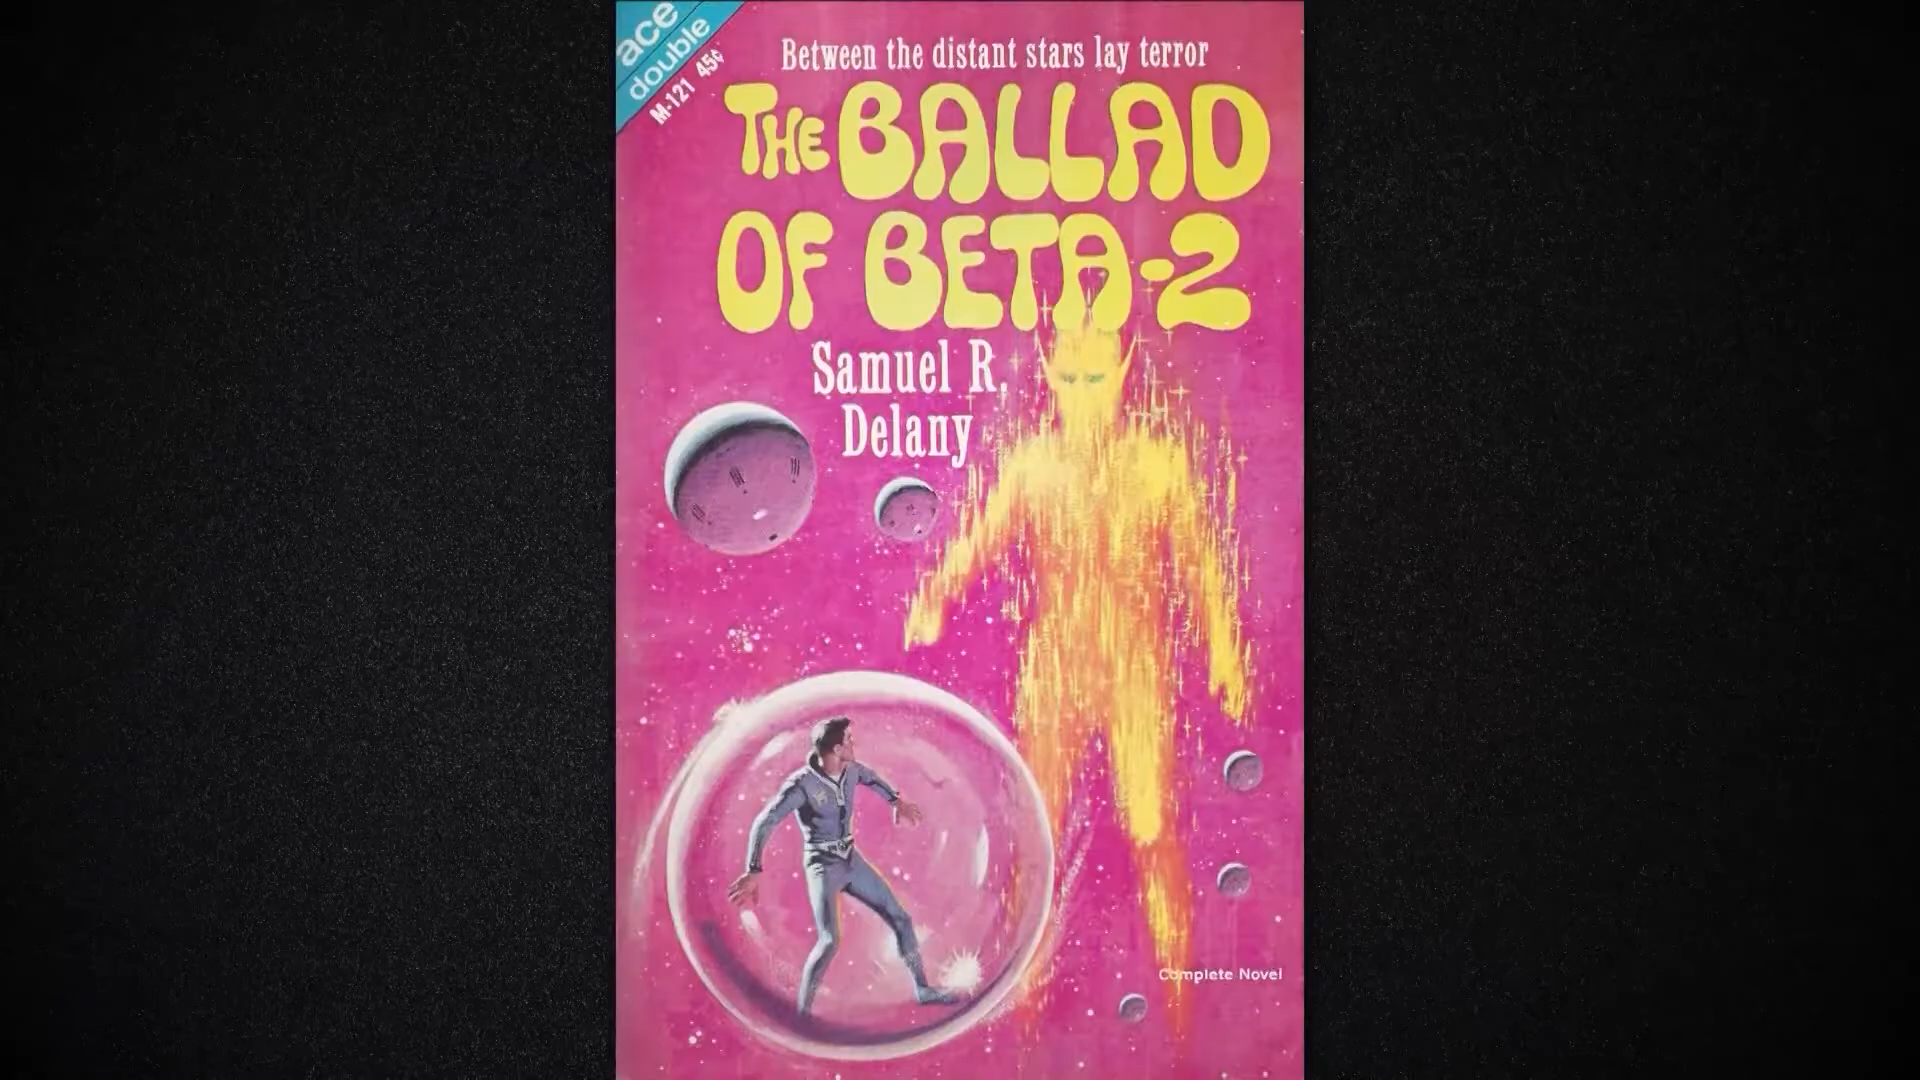 ace
double
M-121 45¢
Between the distant stars lay terror
THE BALLAD
OF BETA-2
Samuel R.
Delany
Complete Novel